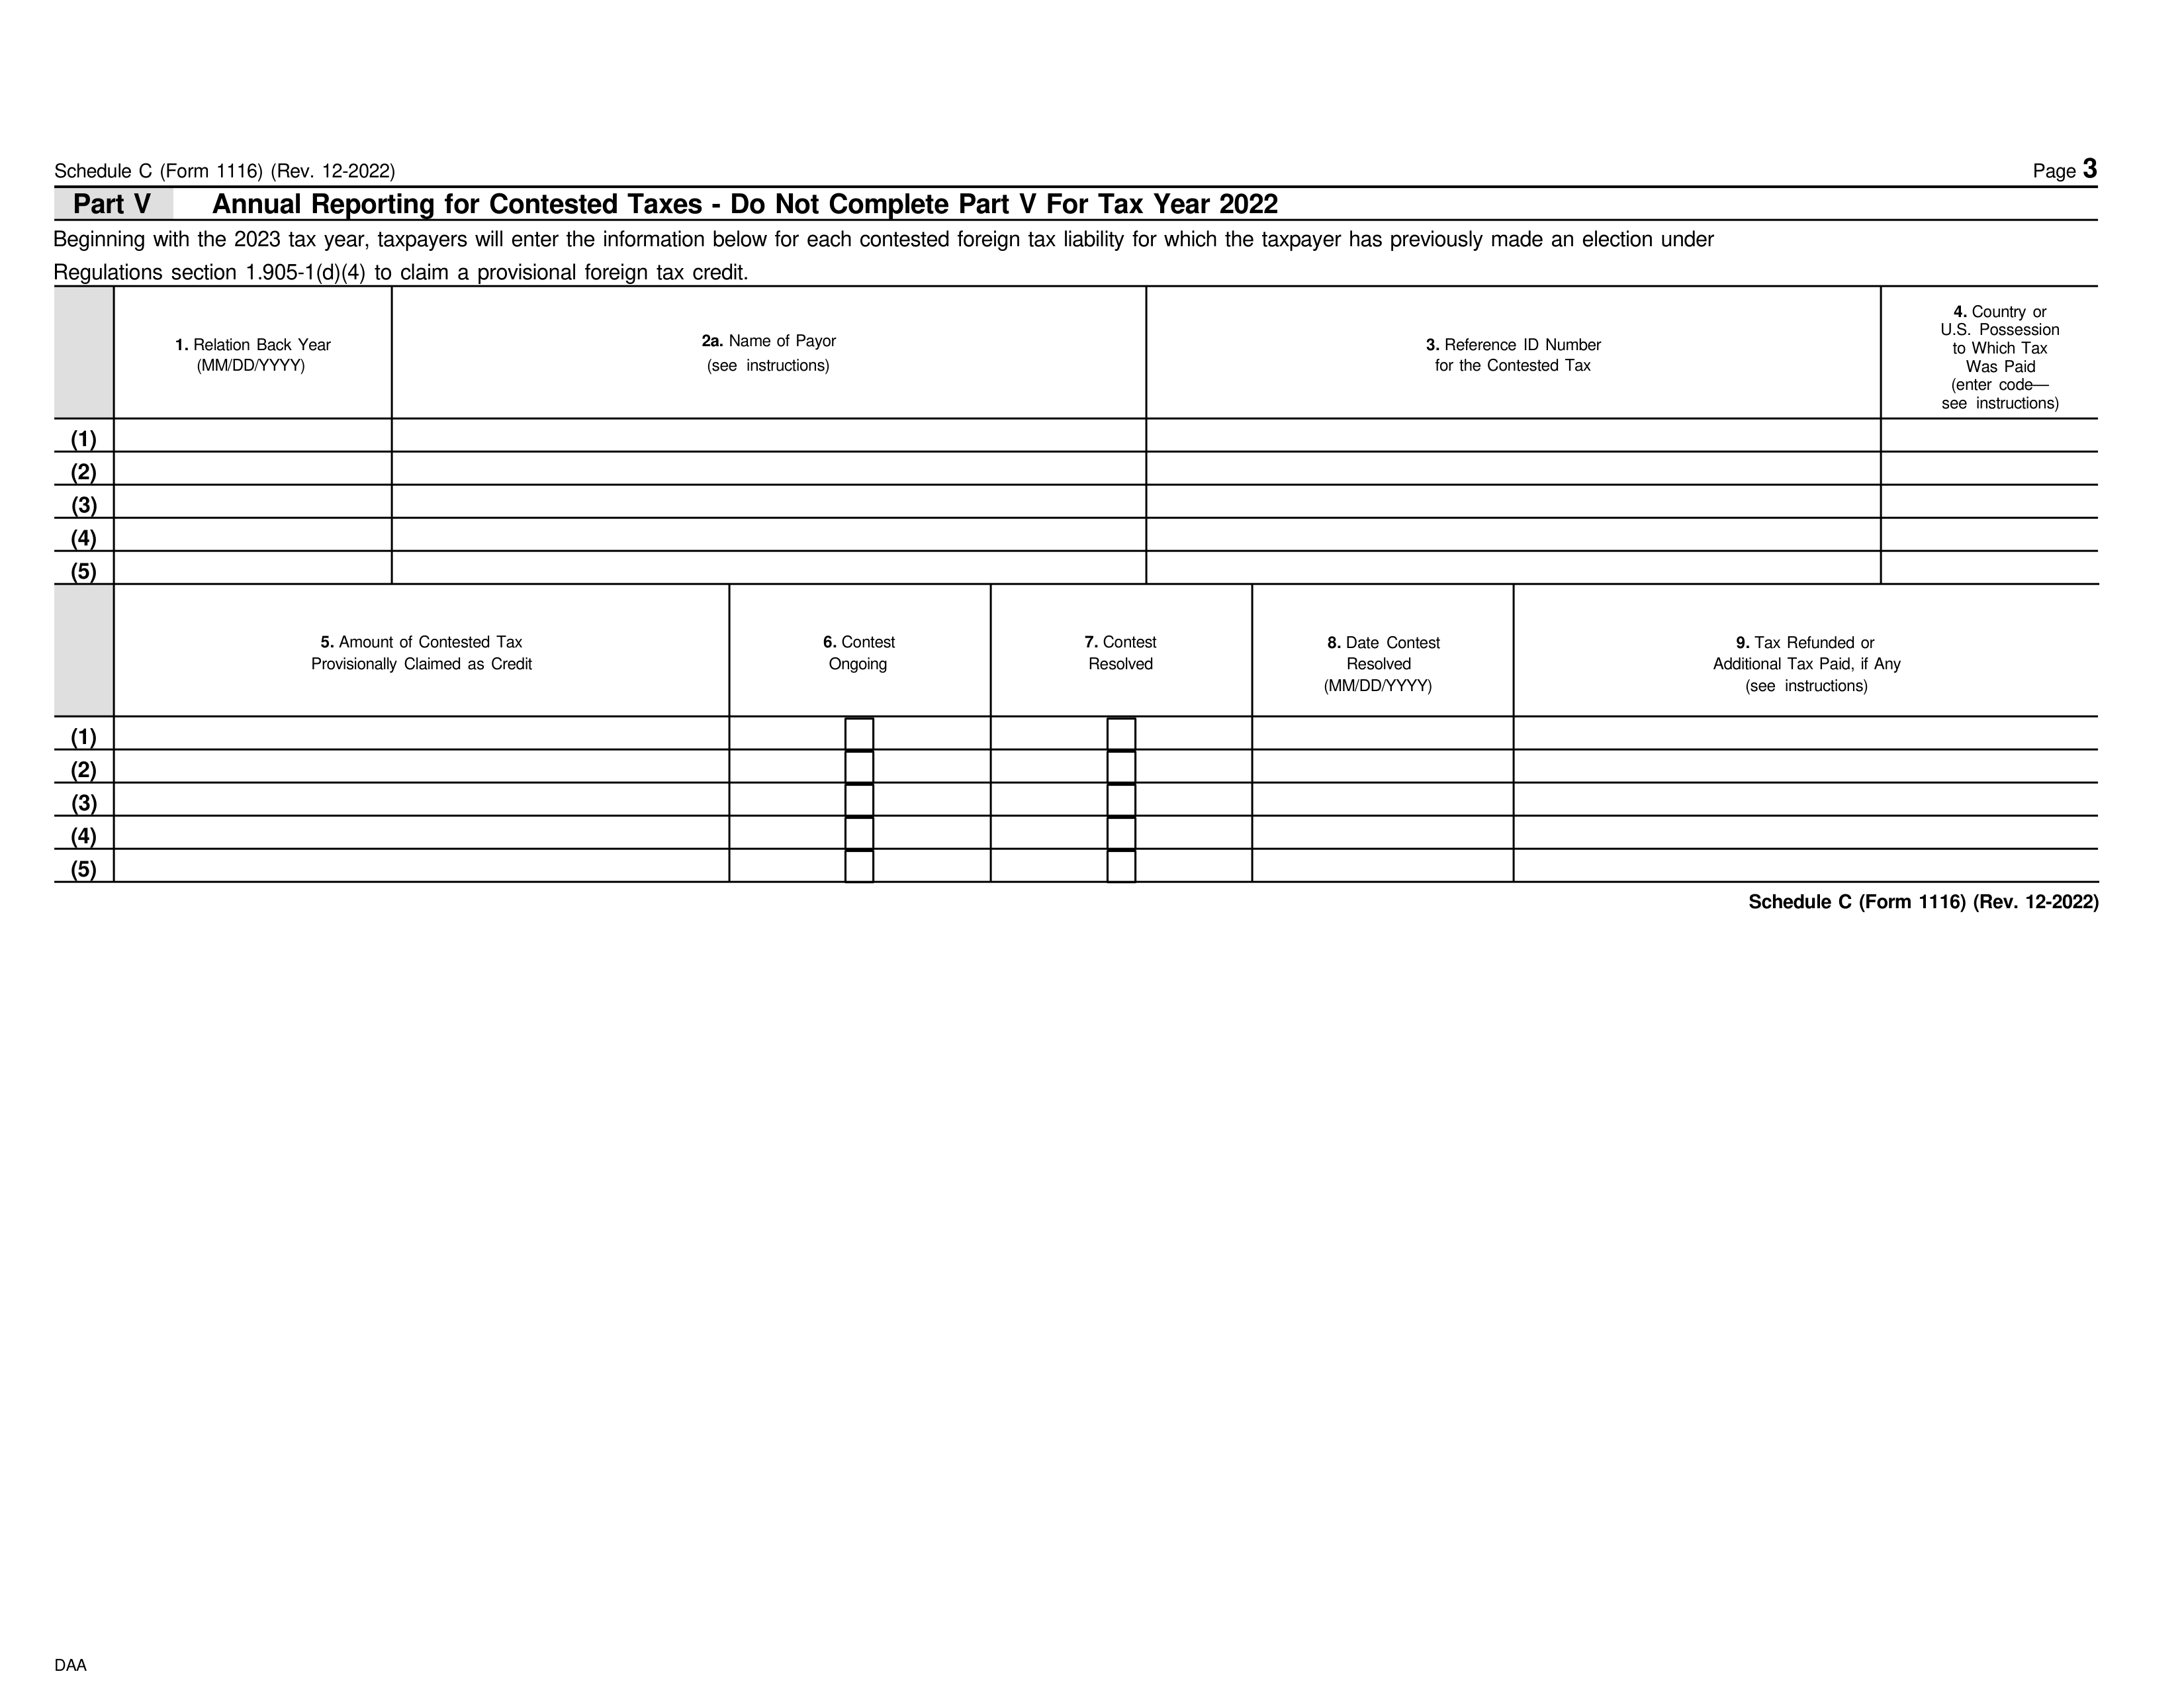 Schedule C (Form 1116) (Rev. 12-2022) Page 3
Part V Annual Reporting for Contested Taxes - Do Not Complete Part V For Tax Year 2022
Beginning with the 2023 tax year, taxpayers will enter the information below for each contested foreign tax liability for which the taxpayer has previously made an election under
Regulations section 1.905-1(d)(4) to claim a provisional foreign tax credit.
1. Relation Back Year
(MM/DD/YYYY)
2a. Name of Payor
(see instructions)
3. Reference ID Number
for the Contested Tax
4. Country or
U.S. Possession
to Which Tax
Was Paid
(enter code—
see instructions)
(1)
(2)
(3)
(4)
(5)
5. Amount of Contested Tax
Provisionally Claimed as Credit
6. Contest
Ongoing
7. Contest
Resolved
8. Date Contest
Resolved
(MM/DD/YYYY)
9. Tax Refunded or
Additional Tax Paid, if Any
(see instructions)
(1)
(2)
(3)
(4)
(5)
Schedule C (Form 1116) (Rev. 12-2022)
DAA